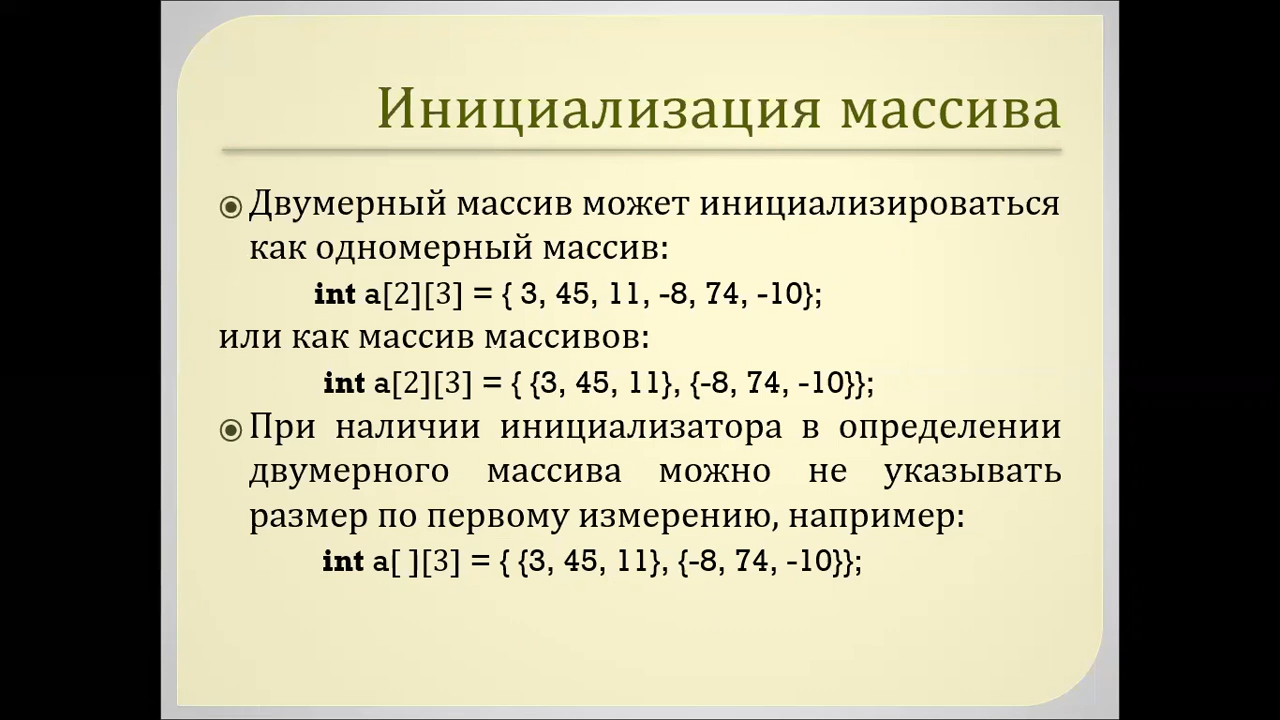 Инициализация массива
Двумерный массив может инициализироваться
как одномерный массив:
int a[2][3] = { 3, 45, 11, -8, 74, -10};
или как массив массивов:
int a[2][3] = { {3, 45, 11}, {-8, 74, -10}};
При наличии инициализатора в определении
двумерного массива можно не указывать
размер по первому измерению, например:
int a[ ][3] = { {3, 45, 11}, {-8, 74, -10}};